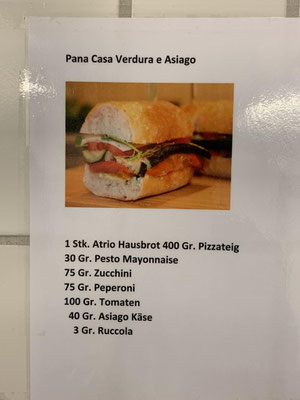 Pana Casa Verdura e Asiago
1 Stk. Atrio Hausbrot 400 Gr. Pizzateig
30 Gr. Pesto Mayonnaise
75 Gr. Zucchini
75 Gr. Peperoni
100 Gr. Tomaten
40 Gr. Asiago Käse
3 Gr. Ruccola